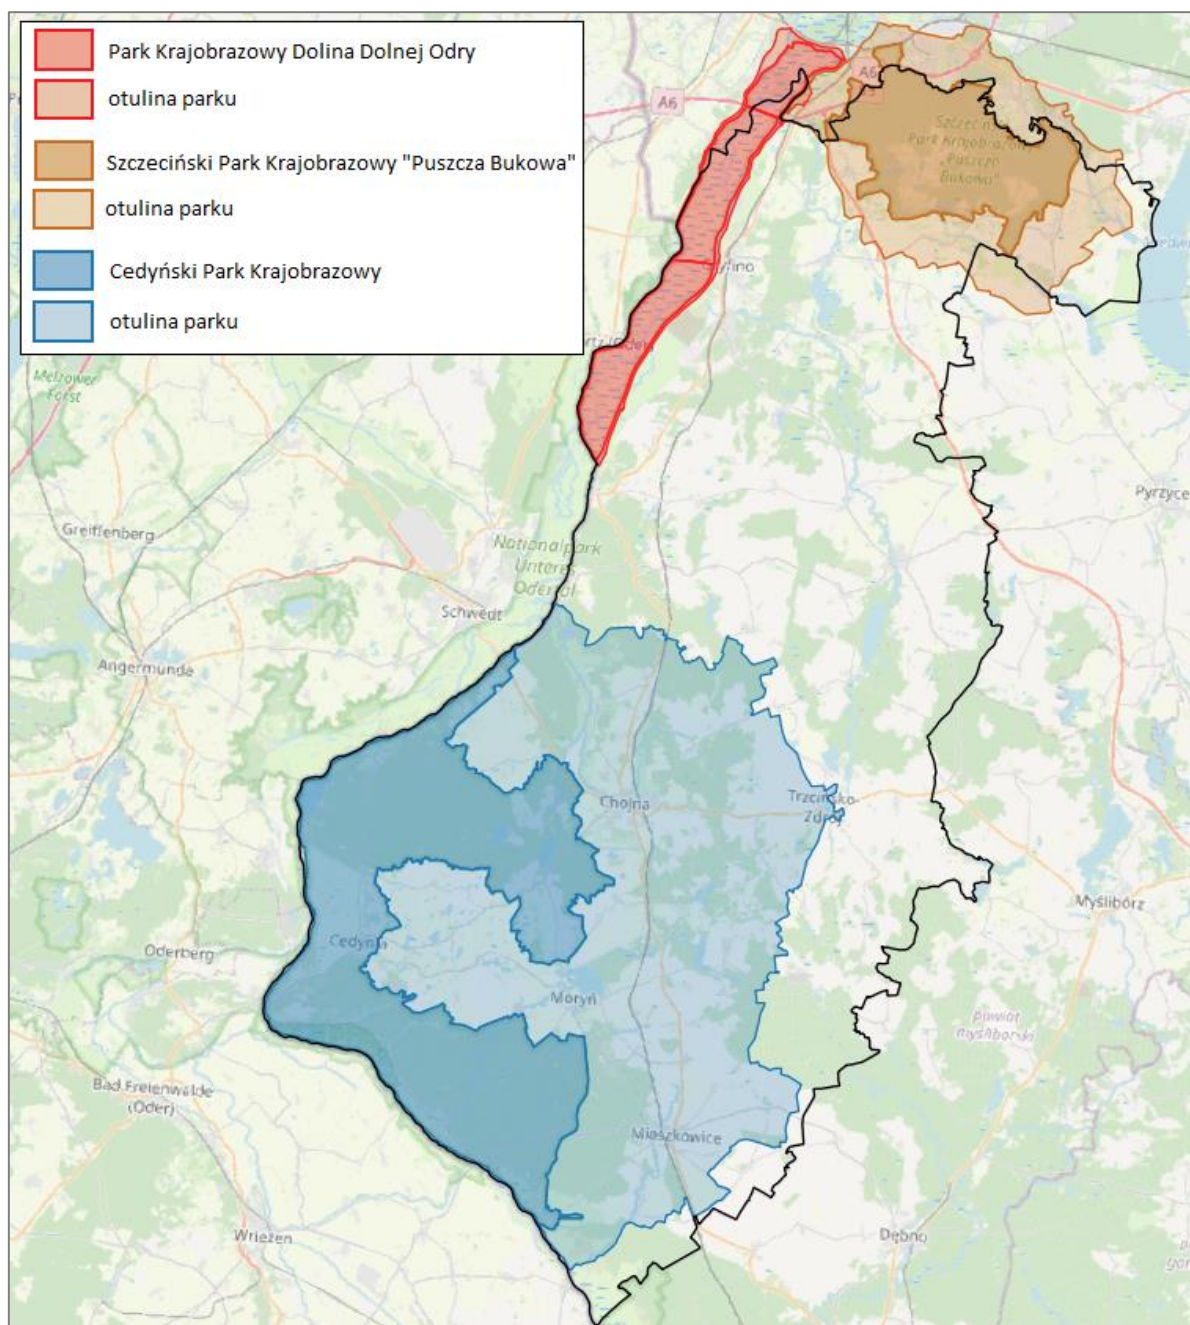 Park Krajobrazowy Dolina Dolnej Odry
otulina parku
Szczeciński Park Krajobrazowy "Puszcza Bukowa"
otulina parku
Cedyński Park Krajobrazowy
otulina parku
A6
A6
Szczeciński
Park Krajobrazowy
"Puszcza
Bukowa"
Melzower
Forst
Pyrzyce
Greiffenberg
Nationalpark
Unteres
Odertal
Schwedt
Angermünde
Chojna
Trzcińsko-
Zdrój
Myślibórz
Cedynia
Oderberg
Moryń
powiat
myśliborski
Bad Freienwalde
(Oder)
Mieszkowice
Wriezen
Dębno